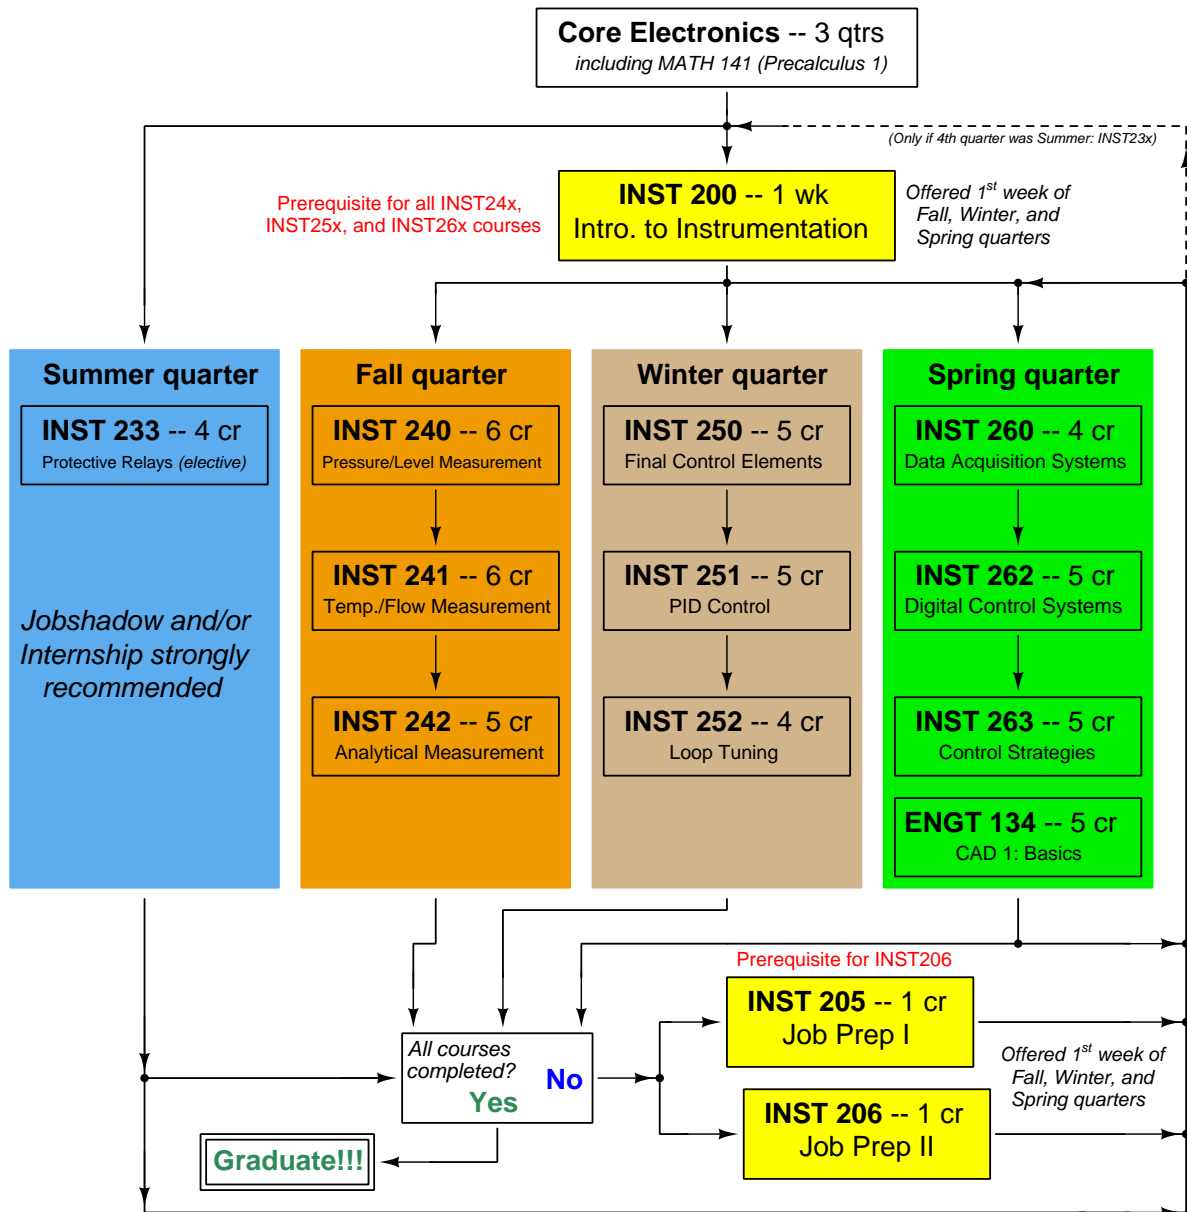 Core Electronics -- 3 qtrs
including MATH 141 (Precalculus 1)
(Only if 4th quarter was Summer: INST23x)
Prerequisite for all INST24x,
INST25x, and INST26x courses
INST 200 -- 1 wk
Intro. to Instrumentation
Offered 1st week of
Fall, Winter, and
Spring quarters
Summer quarter
INST 233 -- 4 cr
Protective Relays (elective)
Jobshadow and/or
Internship strongly
recommended
Fall quarter
INST 240 -- 6 cr
Pressure/Level Measurement
INST 241 -- 6 cr
Temp./Flow Measurement
INST 242 -- 5 cr
Analytical Measurement
Winter quarter
INST 250 -- 5 cr
Final Control Elements
INST 251 -- 5 cr
PID Control
INST 252 -- 4 cr
Loop Tuning
Spring quarter
INST 260 -- 4 cr
Data Acquisition Systems
INST 262 -- 5 cr
Digital Control Systems
INST 263 -- 5 cr
Control Strategies
ENGT 134 -- 5 cr
CAD 1: Basics
All courses
completed?
No
Yes
Graduate!!!
Prerequisite for INST206
INST 205 -- 1 cr
Job Prep I
INST 206 -- 1 cr
Job Prep II
Offered 1st week of
Fall, Winter, and
Spring quarters